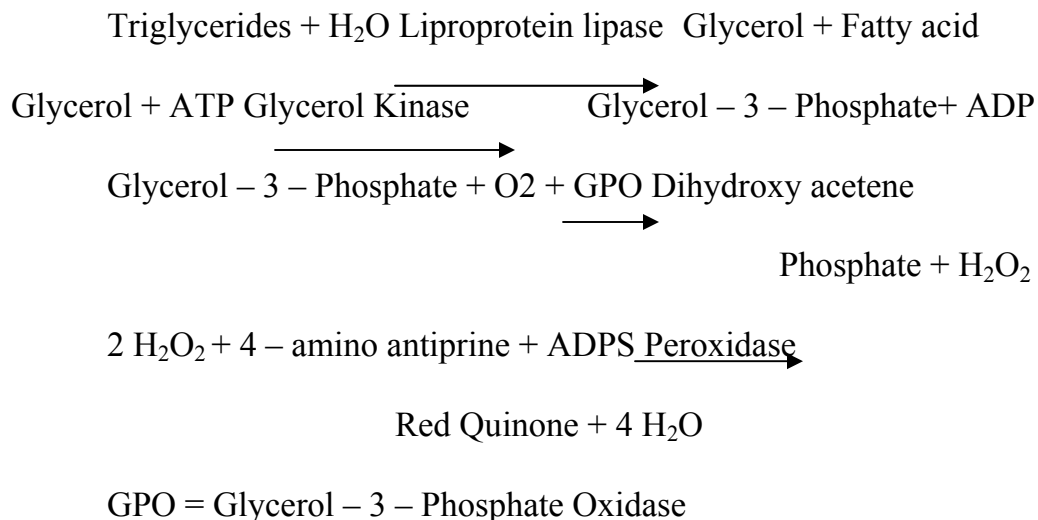 Triglycerides + H₂O Liproprotein lipase Glycerol + Fatty acid
Glycerol + ATP Glycerol Kinase Glycerol – 3 – Phosphate+ ADP
Glycerol – 3 – Phosphate + O2 + GPO Dihydroxy acetene
Phosphate + H₂O₂
2 H₂O₂ + 4 – amino antiprine + ADPS Peroxidase
Red Quinone + 4 H₂O
GPO = Glycerol – 3 – Phosphate Oxidase